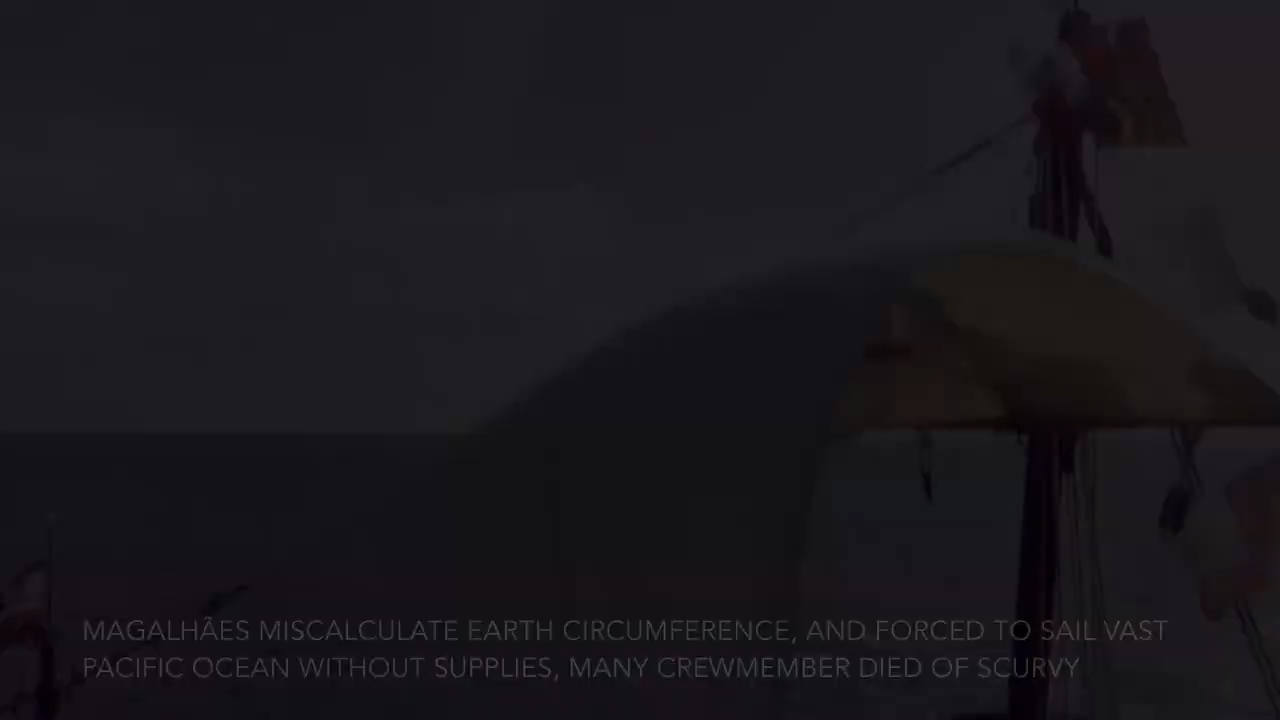 MAGALHÃES MISCALCULATE EARTH CIRCUMFERENCE, AND FORCED TO SAIL VAST
PACIFIC OCEAN WITHOUT SUPPLIES, MANY CREWMEMBER DIED OF SCURVY